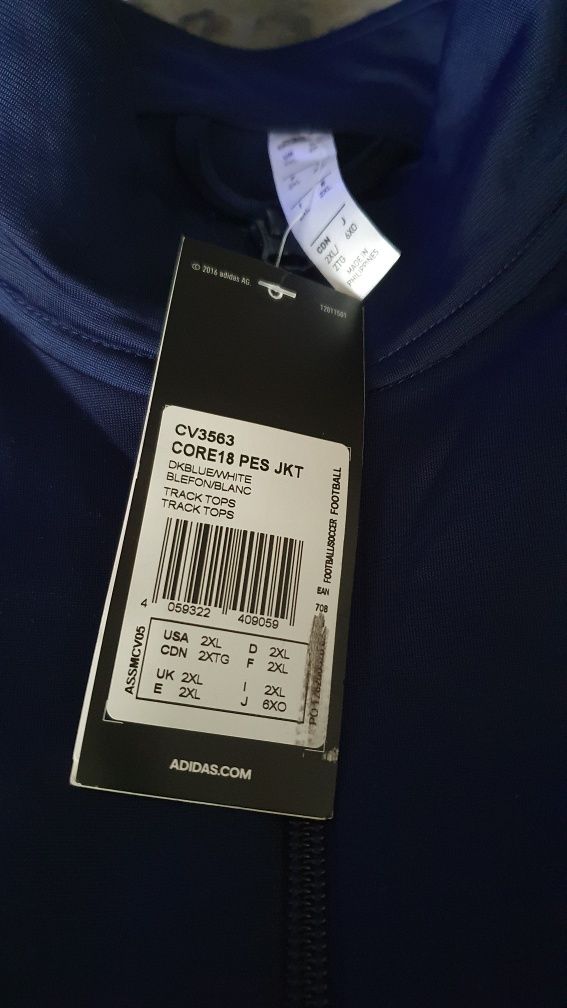 CDN J
2XL/ 6XO
2TG
MADE IN
PHILIPPINES
© 2016 adidas AG.
12011501
CV3563
CORE18 PES JKT
DKBLUE/WHITE
BLEFON/BLANC
TRACK TOPS
TRACK TOPS
FOOTBALL/SOCCER FOOTBALL
EAN
708
4 059322 409059
ASSMCV05
USA 2XL D 2XL
CDN 2XTG F 2XL
UK 2XL I 2XL
E 2XL J 6XO
ADIDAS.COM